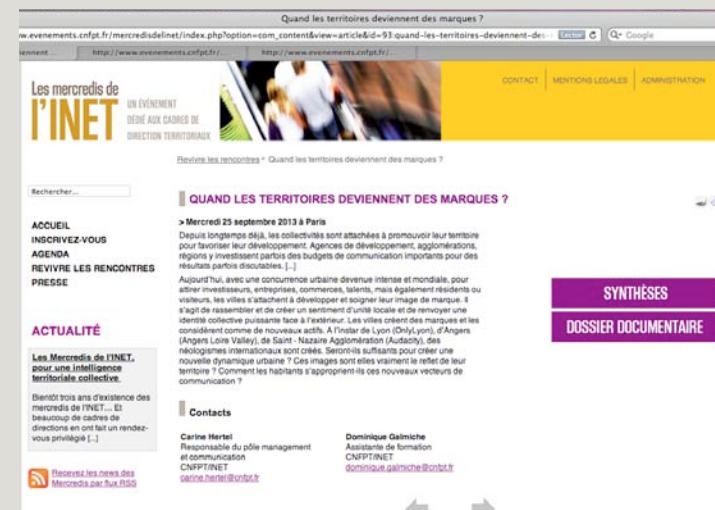 Quand les territoires deviennent des marques ?
w.evenements.cnfpt.fr/mercredisdelinet/index.php?option=com_content&view=article&id=93:quand-les-territoires-deviennent-des-
Lecteur
Google
iennent ...
http://www.evenements.cnfpt.fr/...
http://www.evenements.cnfpt.fr/...
Les mercredis de
l'INET
UN ÉVÉNEMENT
DÉDIÉ AUX CADRES DE
DIRECTION TERRITORIAUX
CONTACT
MENTIONS LEGALES
ADMINISTRATION
Revivre les rencontres
Quand les territoires deviennent des marques ?
Rechercher...
ACCUEIL
INSCRIVEZ-VOUS
AGENDA
REVIVRE LES RENCONTRES
PRESSE
ACTUALITÉ
Les Mercredis de l'INET,
pour une intelligence
territoriale collective
Bientôt trois ans d'existence des
mercredis de l'INET.... Et
beaucoup de cadres de
directions en ont fait un rendez-
vous privilégié [...]
Recevez les news des
Mercredis par flux RSS
QUAND LES TERRITOIRES DEVIENNENT DES MARQUES ?
> Mercredi 25 septembre 2013 à Paris
Depuis longtemps déjà, les collectivités sont attachées à promouvoir leur territoire
pour favoriser leur développement. Agences de développement, agglomérations,
régions y investissent parfois des budgets de communication importants pour des
résultats parfois discutables. [...]
Aujourd'hui, avec une concurrence urbaine devenue intense et mondiale, pour
attirer investisseurs, entreprises, commerces, talents, mais également résidents ou
visiteurs, les villes s'attachent à développer et soigner leur image de marque. Il
s'agit de rassembler et de créer un sentiment d'unité locale et de renvoyer une
identité collective puissante face à l'extérieur. Les villes créent des marques et les
considèrent comme de nouveaux actifs. A l'instar de Lyon (OnlyLyon), d'Angers
(Angers Loire Valley), de Saint - Nazaire Agglomération (Audacity), des
néologismes internationaux sont créés. Seront-ils suffisants pour créer une
nouvelle dynamique urbaine ? Ces images sont elles vraiment le reflet de leur
territoire ? Comment les habitants s'approprient-ils ces nouveaux vecteurs de
communication ?
Contacts
Carine Hertel
Responsable du pôle management
et communication
CNFPT/INET
carine.hertel@cnfpt.fr
Dominique Galmiche
Assistante de formation
CNFPT/INET
dominique.galmiche@cnfpt.fr
SYNTHÈSES
DOSSIER DOCUMENTAIRE